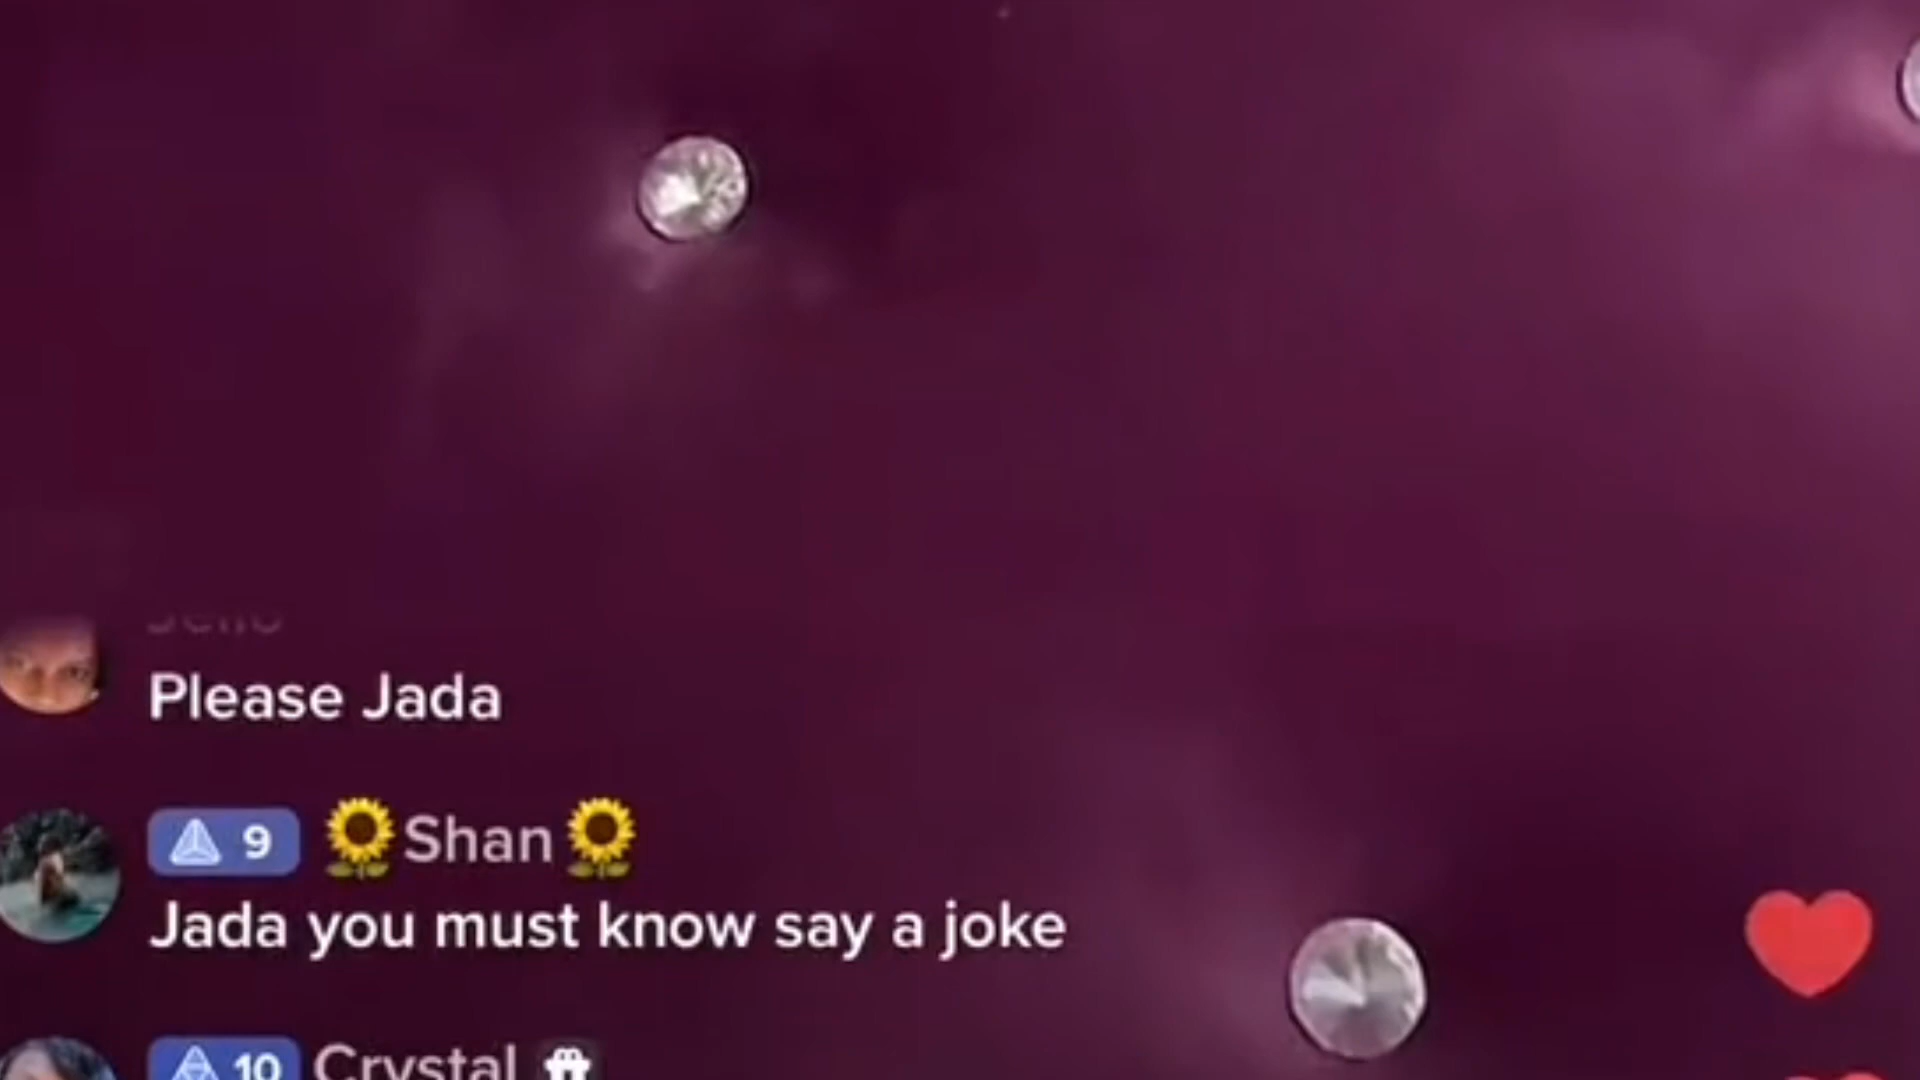 Please Jada
9 🌻Shan🌻
Jada you must know say a joke
10 Crystal